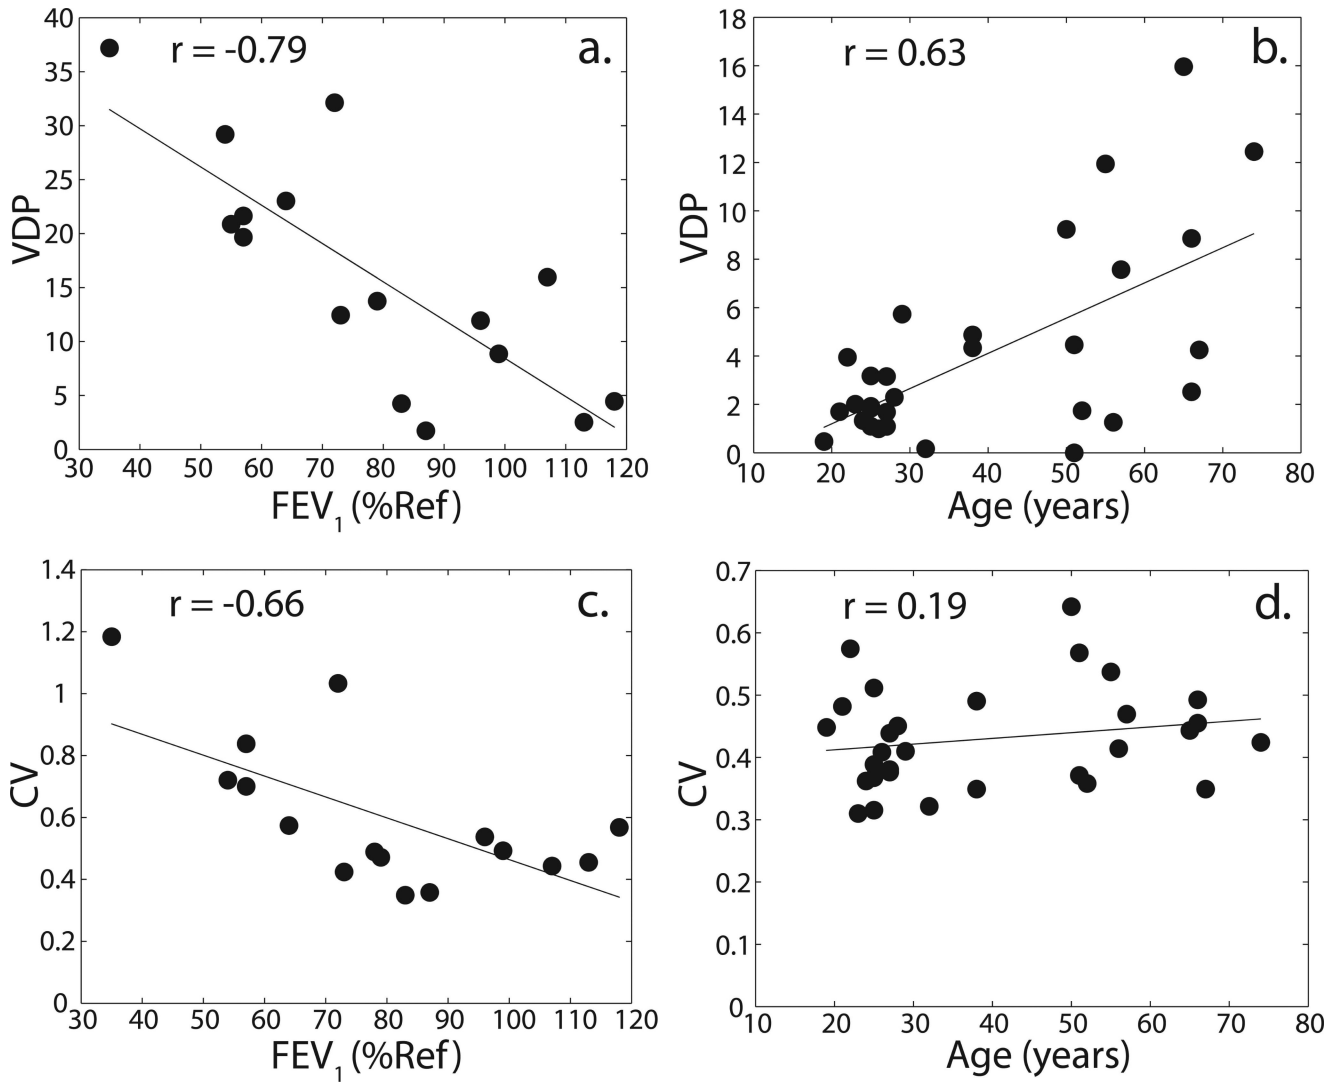 r = -0.79
a.
40
35
30
25
20
15
10
5
0
VDP
30 40 50 60 70 80 90 100 110 120
FEV1 (%Ref)
r = 0.63
b.
18
16
14
12
10
8
6
4
2
0
VDP
10 20 30 40 50 60 70 80
Age (years)
r = -0.66
c.
1.4
1.2
1
0.8
0.6
0.4
0.2
0
CV
30 40 50 60 70 80 90 100 110 120
FEV1 (%Ref)
r = 0.19
d.
0.7
0.6
0.5
0.4
0.3
0.2
0.1
0
CV
10 20 30 40 50 60 70 80
Age (years)